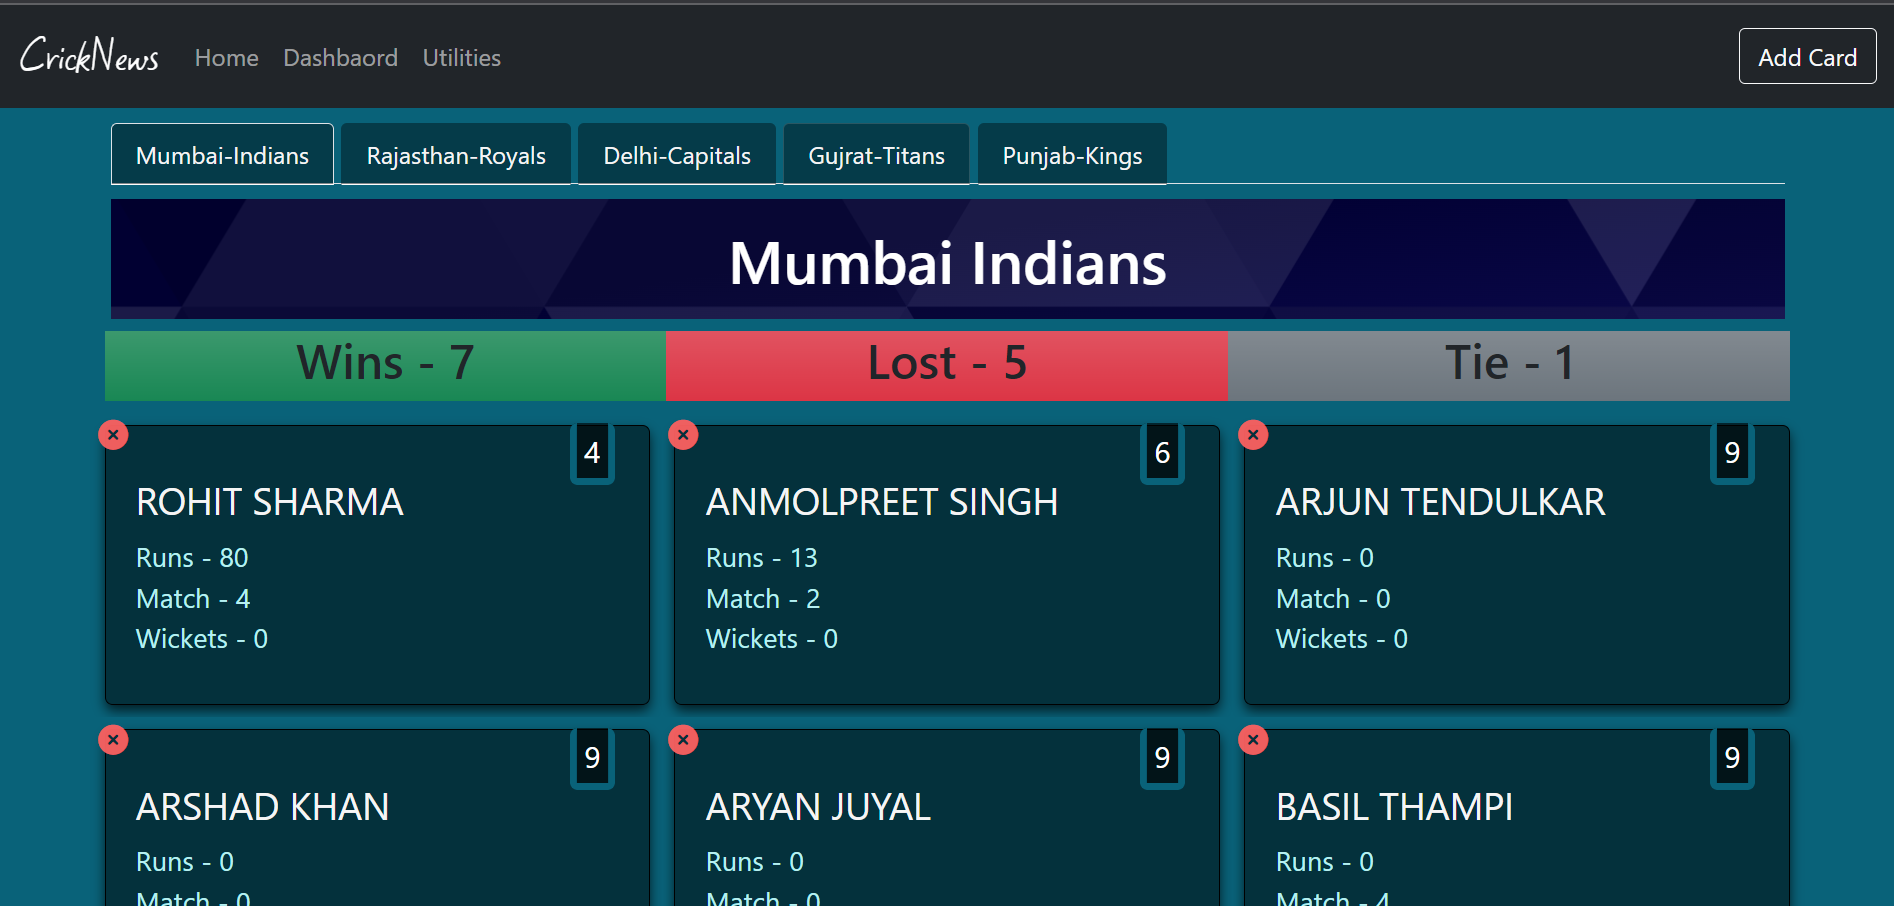 CrickNews Home Dashbaord Utilities Add Card
Mumbai-Indians Rajasthan-Royals Delhi-Capitals Gujrat-Titans Punjab-Kings
Mumbai Indians
Wins - 7 Lost - 5 Tie - 1
4
ROHIT SHARMA
Runs - 80
Match - 4
Wickets - 0
6
ANMOLPREET SINGH
Runs - 13
Match - 2
Wickets - 0
9
ARJUN TENDULKAR
Runs - 0
Match - 0
Wickets - 0
9
ARSHAD KHAN
Runs - 0
Match - 0
9
ARYAN JUYAL
Runs - 0
Match - 0
9
BASIL THAMPI
Runs - 0
Match - 4